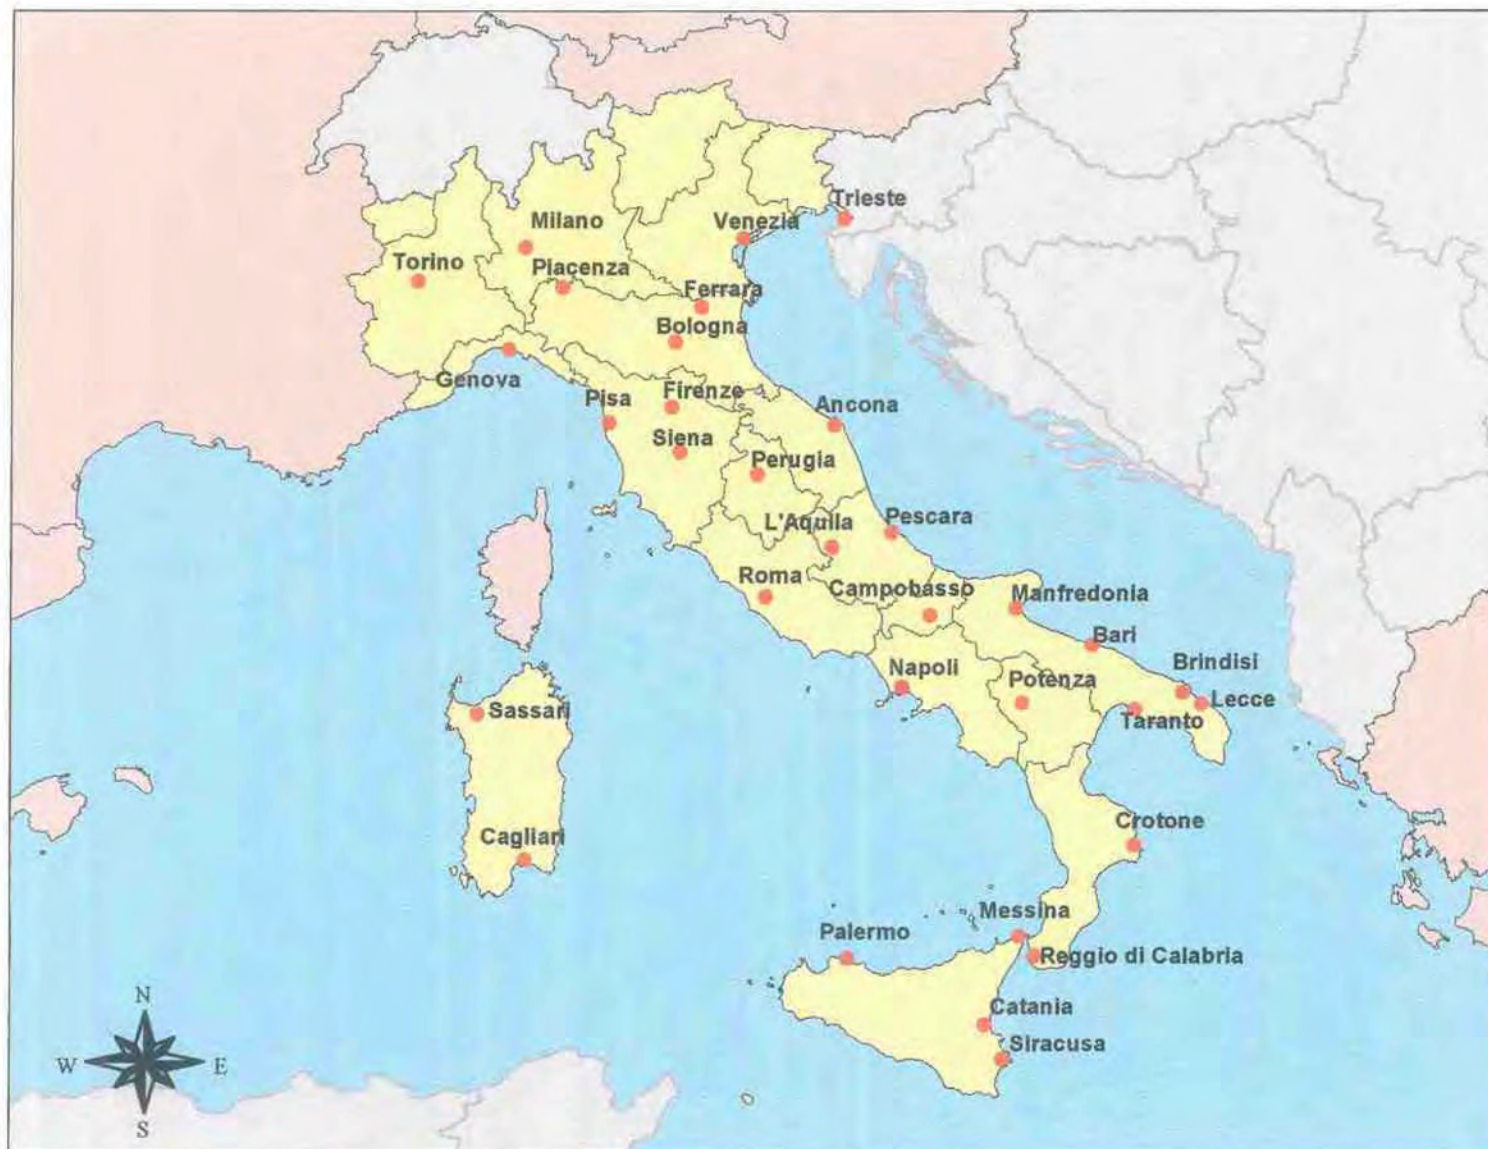 Trieste
Milano
Venezia
Torino
Piacenza
Ferrara
Bologna
Genova
Firenze
Pisa
Ancona
Siena
Perugia
L'Aquila
Pescara
Roma
Campobasso
Manfredonia
Bari
Napoli
Potenza
Brindisi
Lecce
Sassari
Taranto
Cagliari
Crotone
Messina
Palermo
Reggio di Calabria
Catania
Siracusa
N
W
E
S